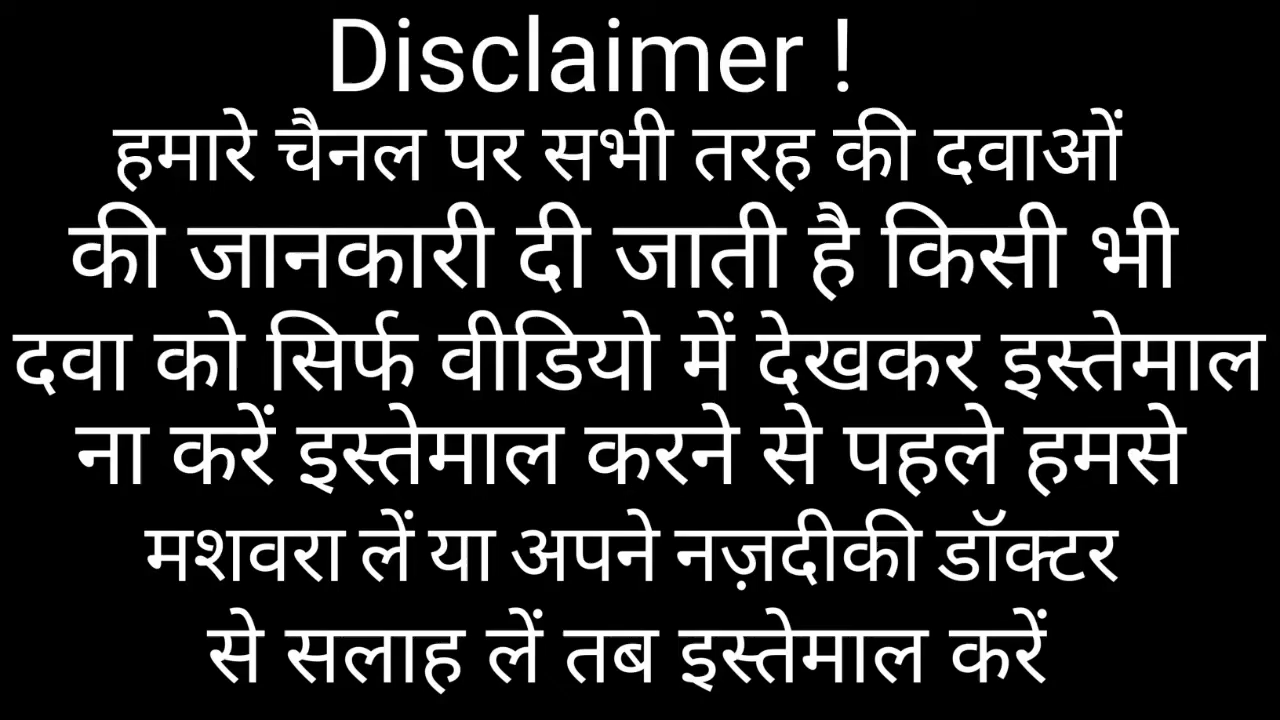 Disclaimer !
हमारे चैनल पर सभी तरह की दवाओं
की जानकारी दी जाती है किसी भी
दवा को सिर्फ वीडियो में देखकर इस्तेमाल
ना करें इस्तेमाल करने से पहले हमसे
मशवरा लें या अपने नज़दीकी डॉक्टर
से सलाह लें तब इस्तेमाल करें